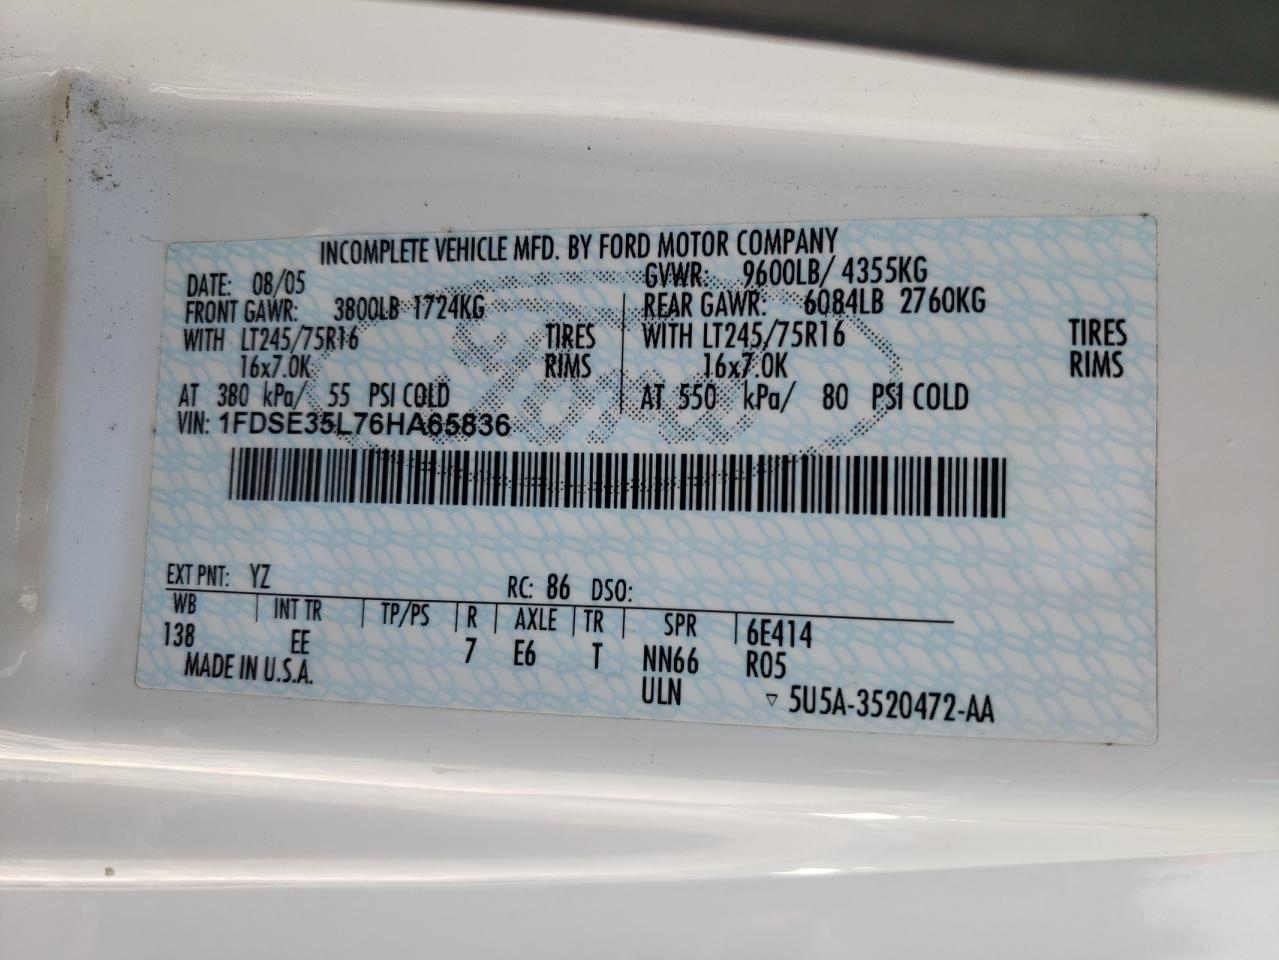 INCOMPLETE VEHICLE MFD. BY FORD MOTOR COMPANY
DATE: 08/05 GVWR: 9600LB/ 4355KG
FRONT GAWR: 3800LB 1724KG REAR GAWR: 6084LB 2760KG
WITH LT245/75R16 TIRES WITH LT245/75R16 TIRES
16x7.0K RIMS 16x7.0K RIMS
AT 380 kPa/ 55 PSI COLD AT 550 kPa/ 80 PSI COLD
VIN: 1FDSE35L76HA65836
Ford
EXT PNT: YZ RC: 86 DSO:
WB INT TR TP/PS R AXLE TR SPR 6E414
138 EE 7 E6 T NN66 R05
MADE IN U.S.A. ULN ▿ 5U5A-3520472-AA